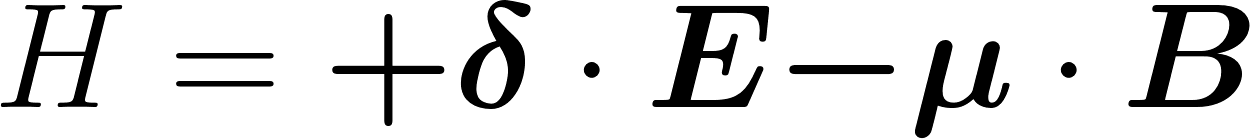 H = +δ · E − μ · B